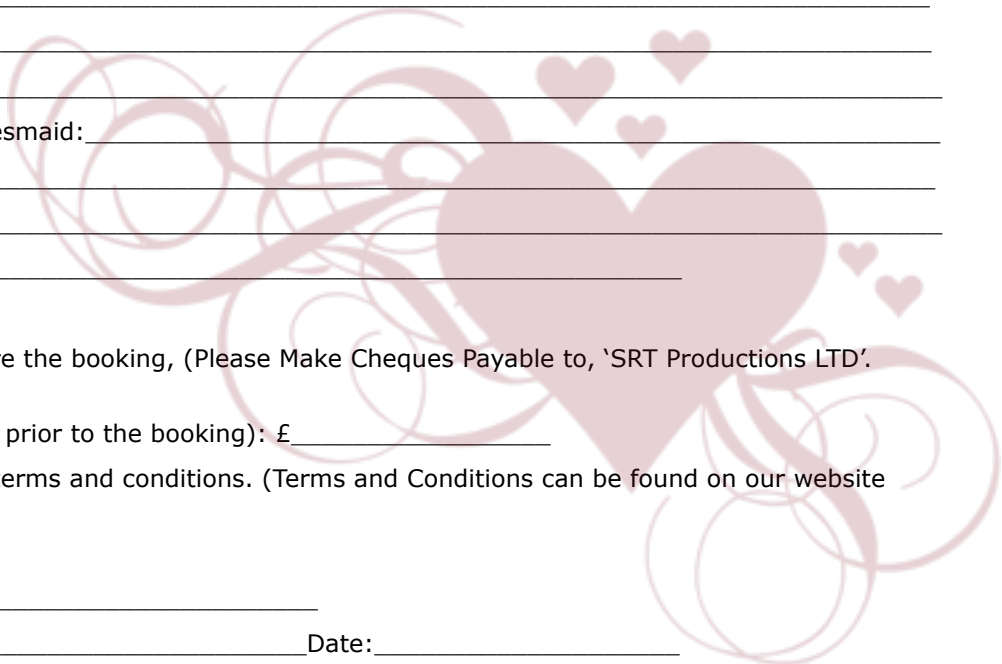 esmaid:
e the booking, (Please Make Cheques Payable to, ‘SRT Productions LTD’.
prior to the booking): £
erms and conditions. (Terms and Conditions can be found on our website
Date: